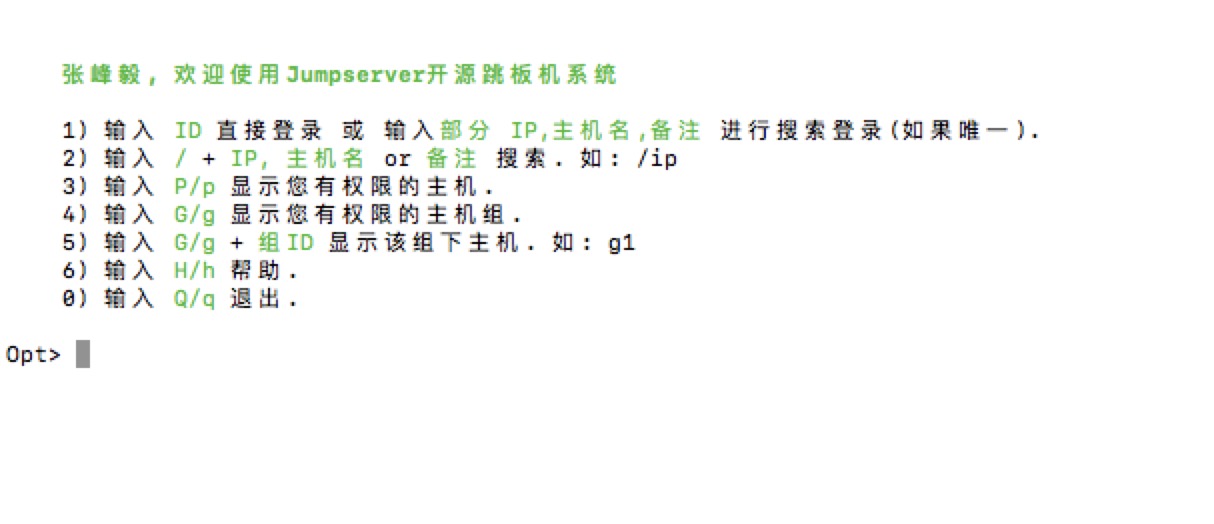 张峰毅, 欢迎使用Jumpserver开源跳板机系统
1) 输入 ID 直接登录 或 输入部分 IP,主机名,备注 进行搜索登录(如果唯一).
2) 输入 / + IP, 主机名 or 备注 搜索. 如: /ip
3) 输入 P/p 显示您有权限的主机.
4) 输入 G/g 显示您有权限的主机组.
5) 输入 G/g + 组ID 显示该组下主机. 如: g1
6) 输入 H/h 帮助.
0) 输入 Q/q 退出.
Opt>